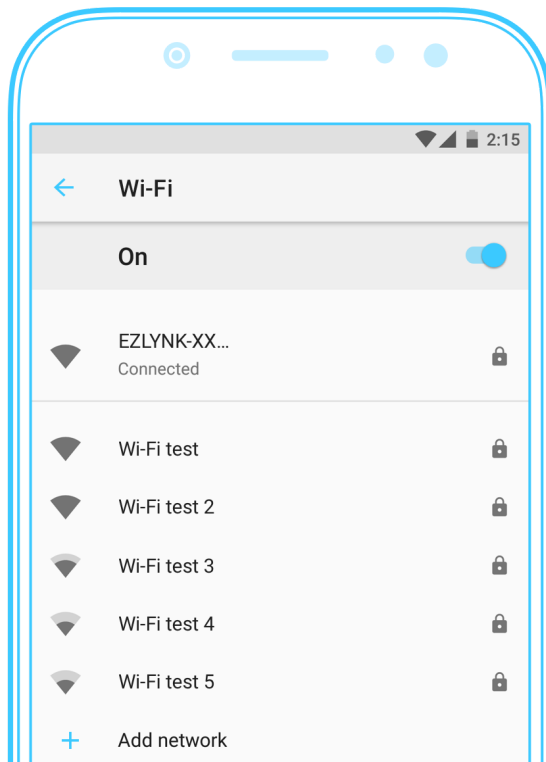 2:15
Wi-Fi
On
EZLYNK-XX...
Connected
Wi-Fi test
Wi-Fi test 2
Wi-Fi test 3
Wi-Fi test 4
Wi-Fi test 5
Add network